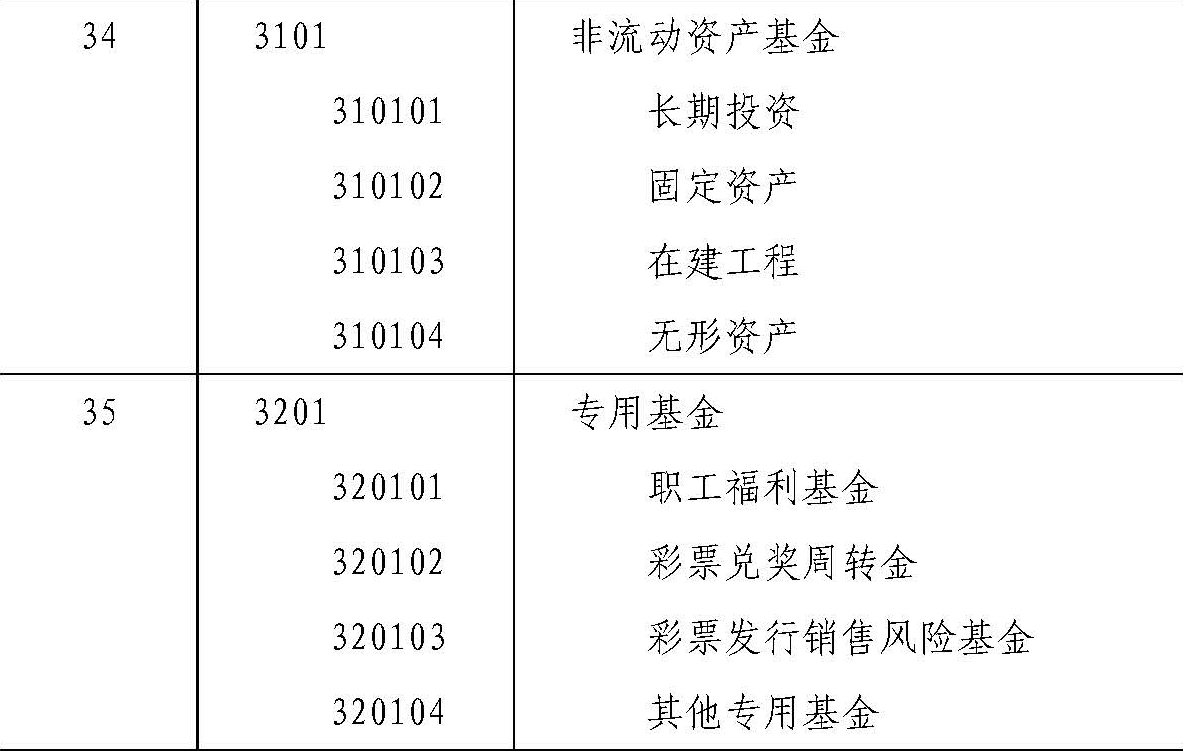 34 3101 非流动资产基金
310101 长期投资
310102 固定资产
310103 在建工程
310104 无形资产
35 3201 专用基金
320101 职工福利基金
320102 彩票兑奖周转金
320103 彩票发行销售风险基金
320104 其他专用基金